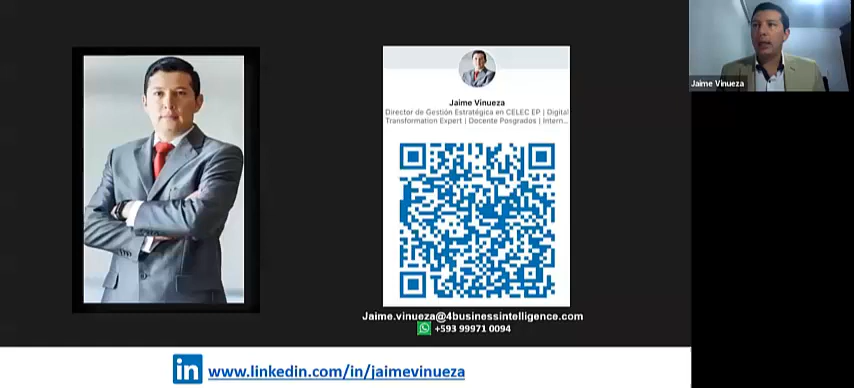 Jaime Vinueza
Jaime Vinueza
Director de Gestión Estratégica en CELEC EP | Digital
Transformation Expert | Docente Posgrados | Intern...
Jaime.vinueza@4businessintelligence.com
+593 99971 0094
in www.linkedin.com/in/jaimevinueza